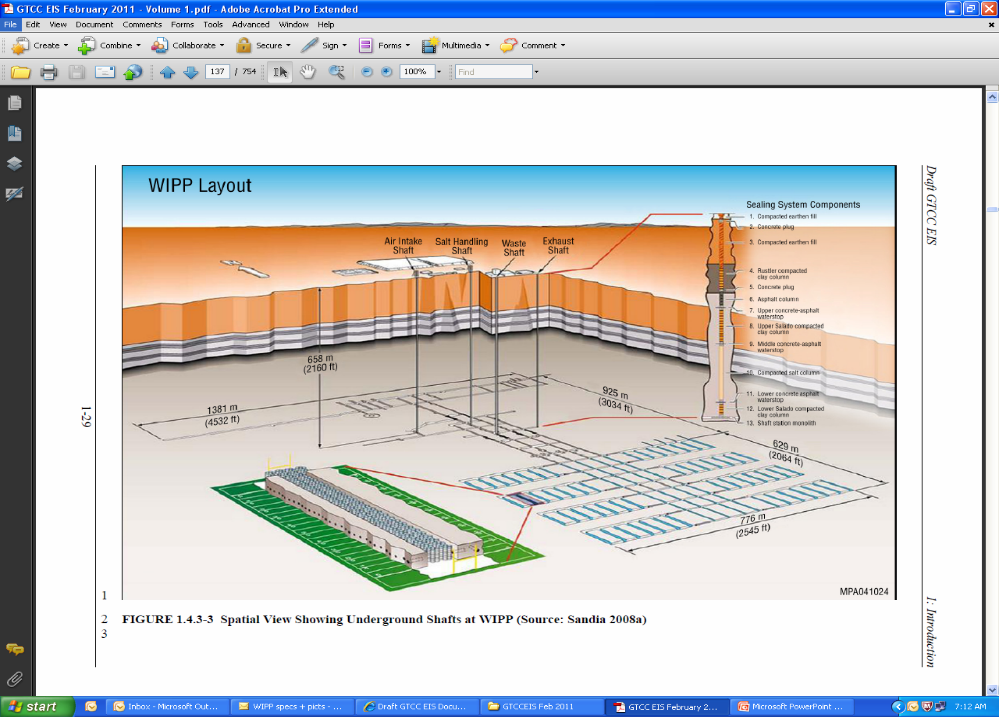 GTCC EIS February 2011 - Volume 1.pdf - Adobe Acrobat Pro Extended
File Edit View Document Comments Forms Tools Advanced Window Help
Create Combine Collaborate Secure Sign Forms Multimedia Comment
137 / 754 100% Find
Draft GTCC EIS
WIPP Layout
Sealing System Components
1. Compacted earthen fill
2. Concrete plug
3. Compacted earthen fill
4. Rustler compacted
clay column
5. Concrete plug
6. Asphalt column
7. Upper concrete-asphalt
waterstop
8. Upper Salado compacted
clay column
9. Middle concrete-asphalt
waterstop
10. Compacted salt column
11. Lower concrete-asphalt
waterstop
12. Lower Salado compacted
clay column
13. Shaft station monolith
Air Intake
Shaft
Salt Handling
Shaft
Waste
Shaft
Exhaust
Shaft
658 m
(2160 ft)
1381 m
(4532 ft)
925 m
(3034 ft)
629 m
(2064 ft)
776 m
(2545 ft)
MPA041024
1-29
1
2 FIGURE 1.4.3-3 Spatial View Showing Underground Shafts at WIPP (Source: Sandia 2008a)
3
1: Introduction
start Inbox - Microsoft Out... WIPP specs + picts - ... Draft GTCC EIS Docu... GTCCEIS Feb 2011 GTCC EIS February 2... Microsoft PowerPoint ... 7:12 AM